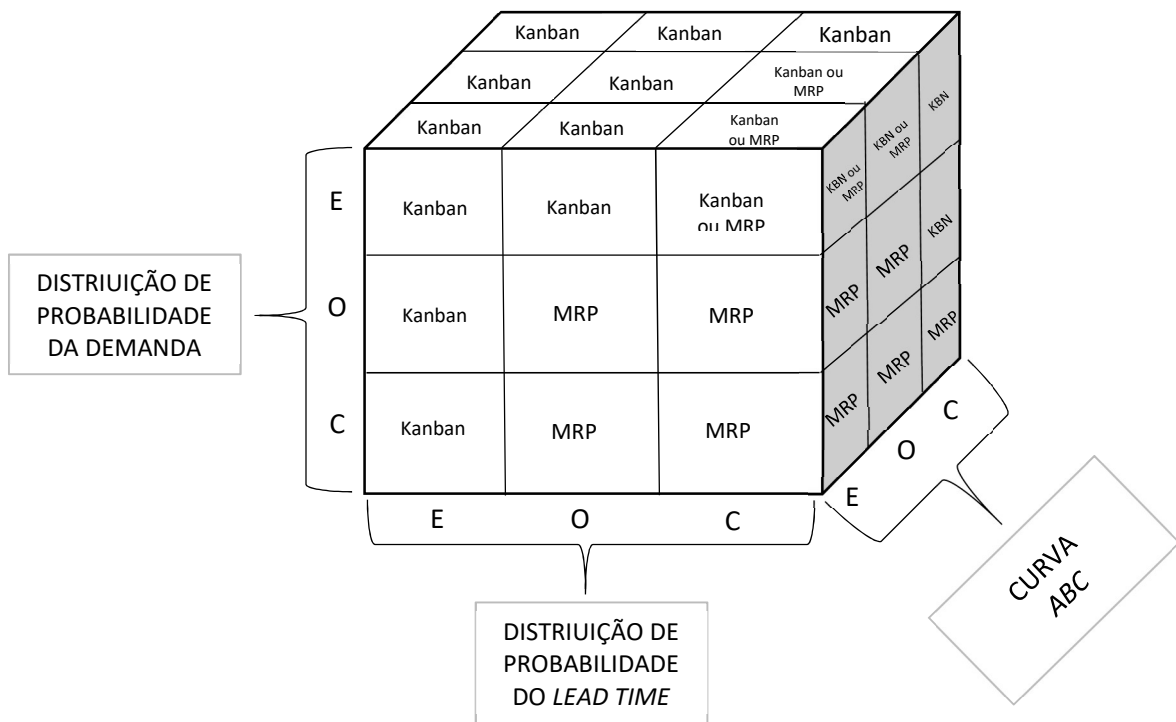 Kanban Kanban Kanban
Kanban Kanban Kanban ou
MRP
Kanban Kanban Kanban
ou MRP
E Kanban Kanban Kanban
ou MRP
O Kanban MRP MRP
C Kanban MRP MRP
KBN ou
MRP
KBN ou
MRP
KBN
MRP MRP KBN
MRP MRP MRP
DISTRIUIÇÃO DE
PROBABILIDADE
DA DEMANDA
E O C
DISTRIUIÇÃO DE
PROBABILIDADE
DO LEAD TIME
E O C
CURVA
ABC